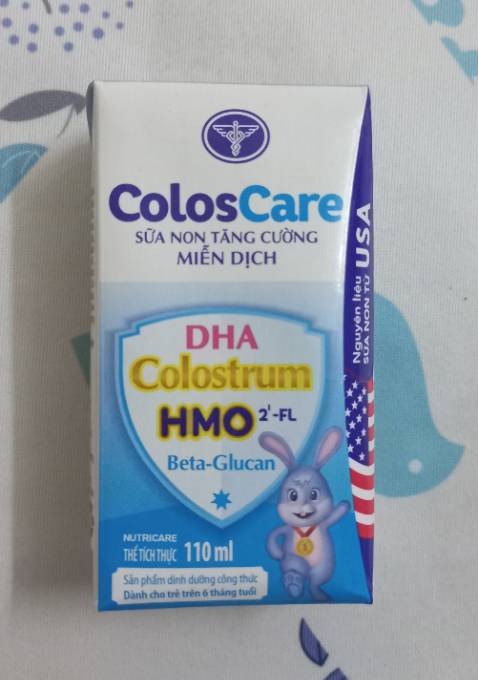 ColosCare
SỮA NON TĂNG CƯỜNG
MIỄN DỊCH
Nguyên liệu
SỮA NON TỪ USA
DHA
Colostrum
HMO 2'-FL
Beta-Glucan
NUTRICARE
THỂ TÍCH THỰC 110 ml
Sản phẩm dinh dưỡng công thức
Dành cho trẻ trên 6 tháng tuổi
1